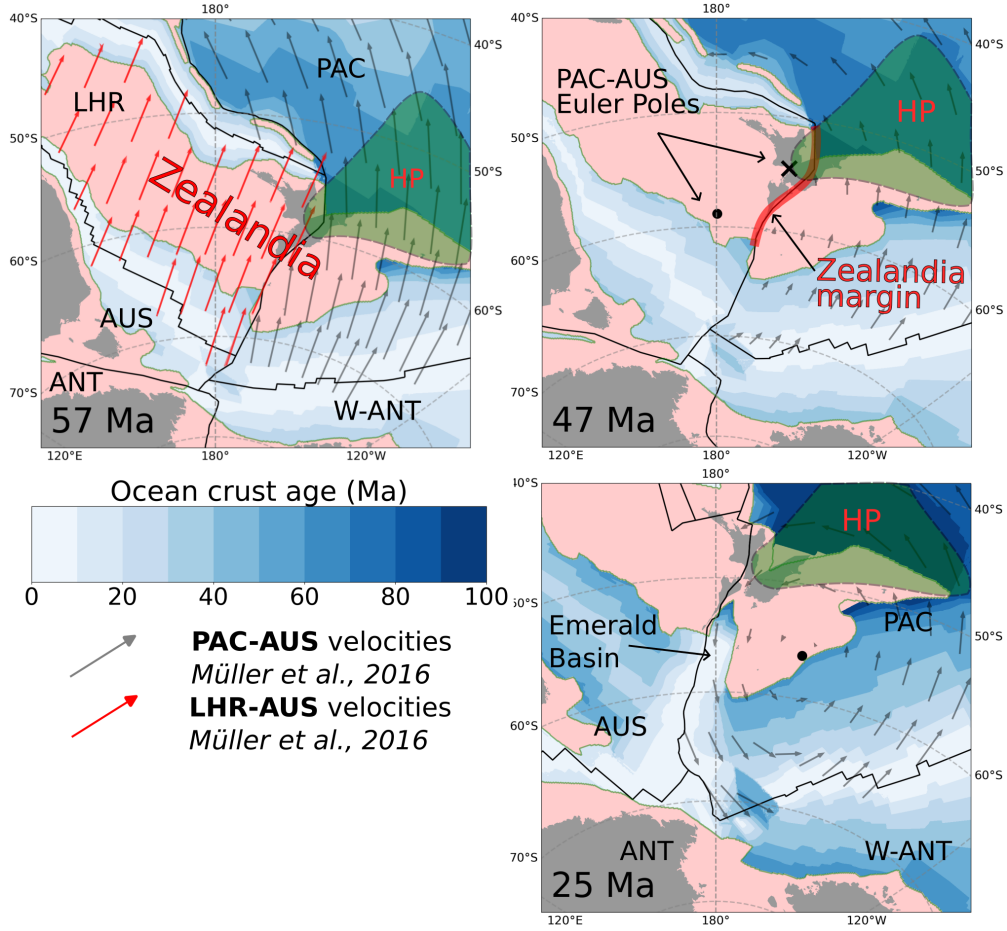 180°
40°S
50°S
60°S
70°S
40°S
50°S
60°S
PAC
LHR
HP
Zealandia
AUS
ANT
W-ANT
57 Ma
120°E
180°
120°W
180°
40°S
50°S
60°S
70°S
40°S
50°S
60°S
PAC-AUS
Euler Poles
HP
Zealandia
margin
47 Ma
120°E
180°
120°W
Ocean crust age (Ma)
0 20 40 60 80 100
PAC-AUS velocities
Müller et al., 2016
LHR-AUS velocities
Müller et al., 2016
180°
40°S
50°S
60°S
70°S
40°S
50°S
60°S
HP
Emerald
Basin
PAC
AUS
ANT
W-ANT
25 Ma
120°E
180°
120°W